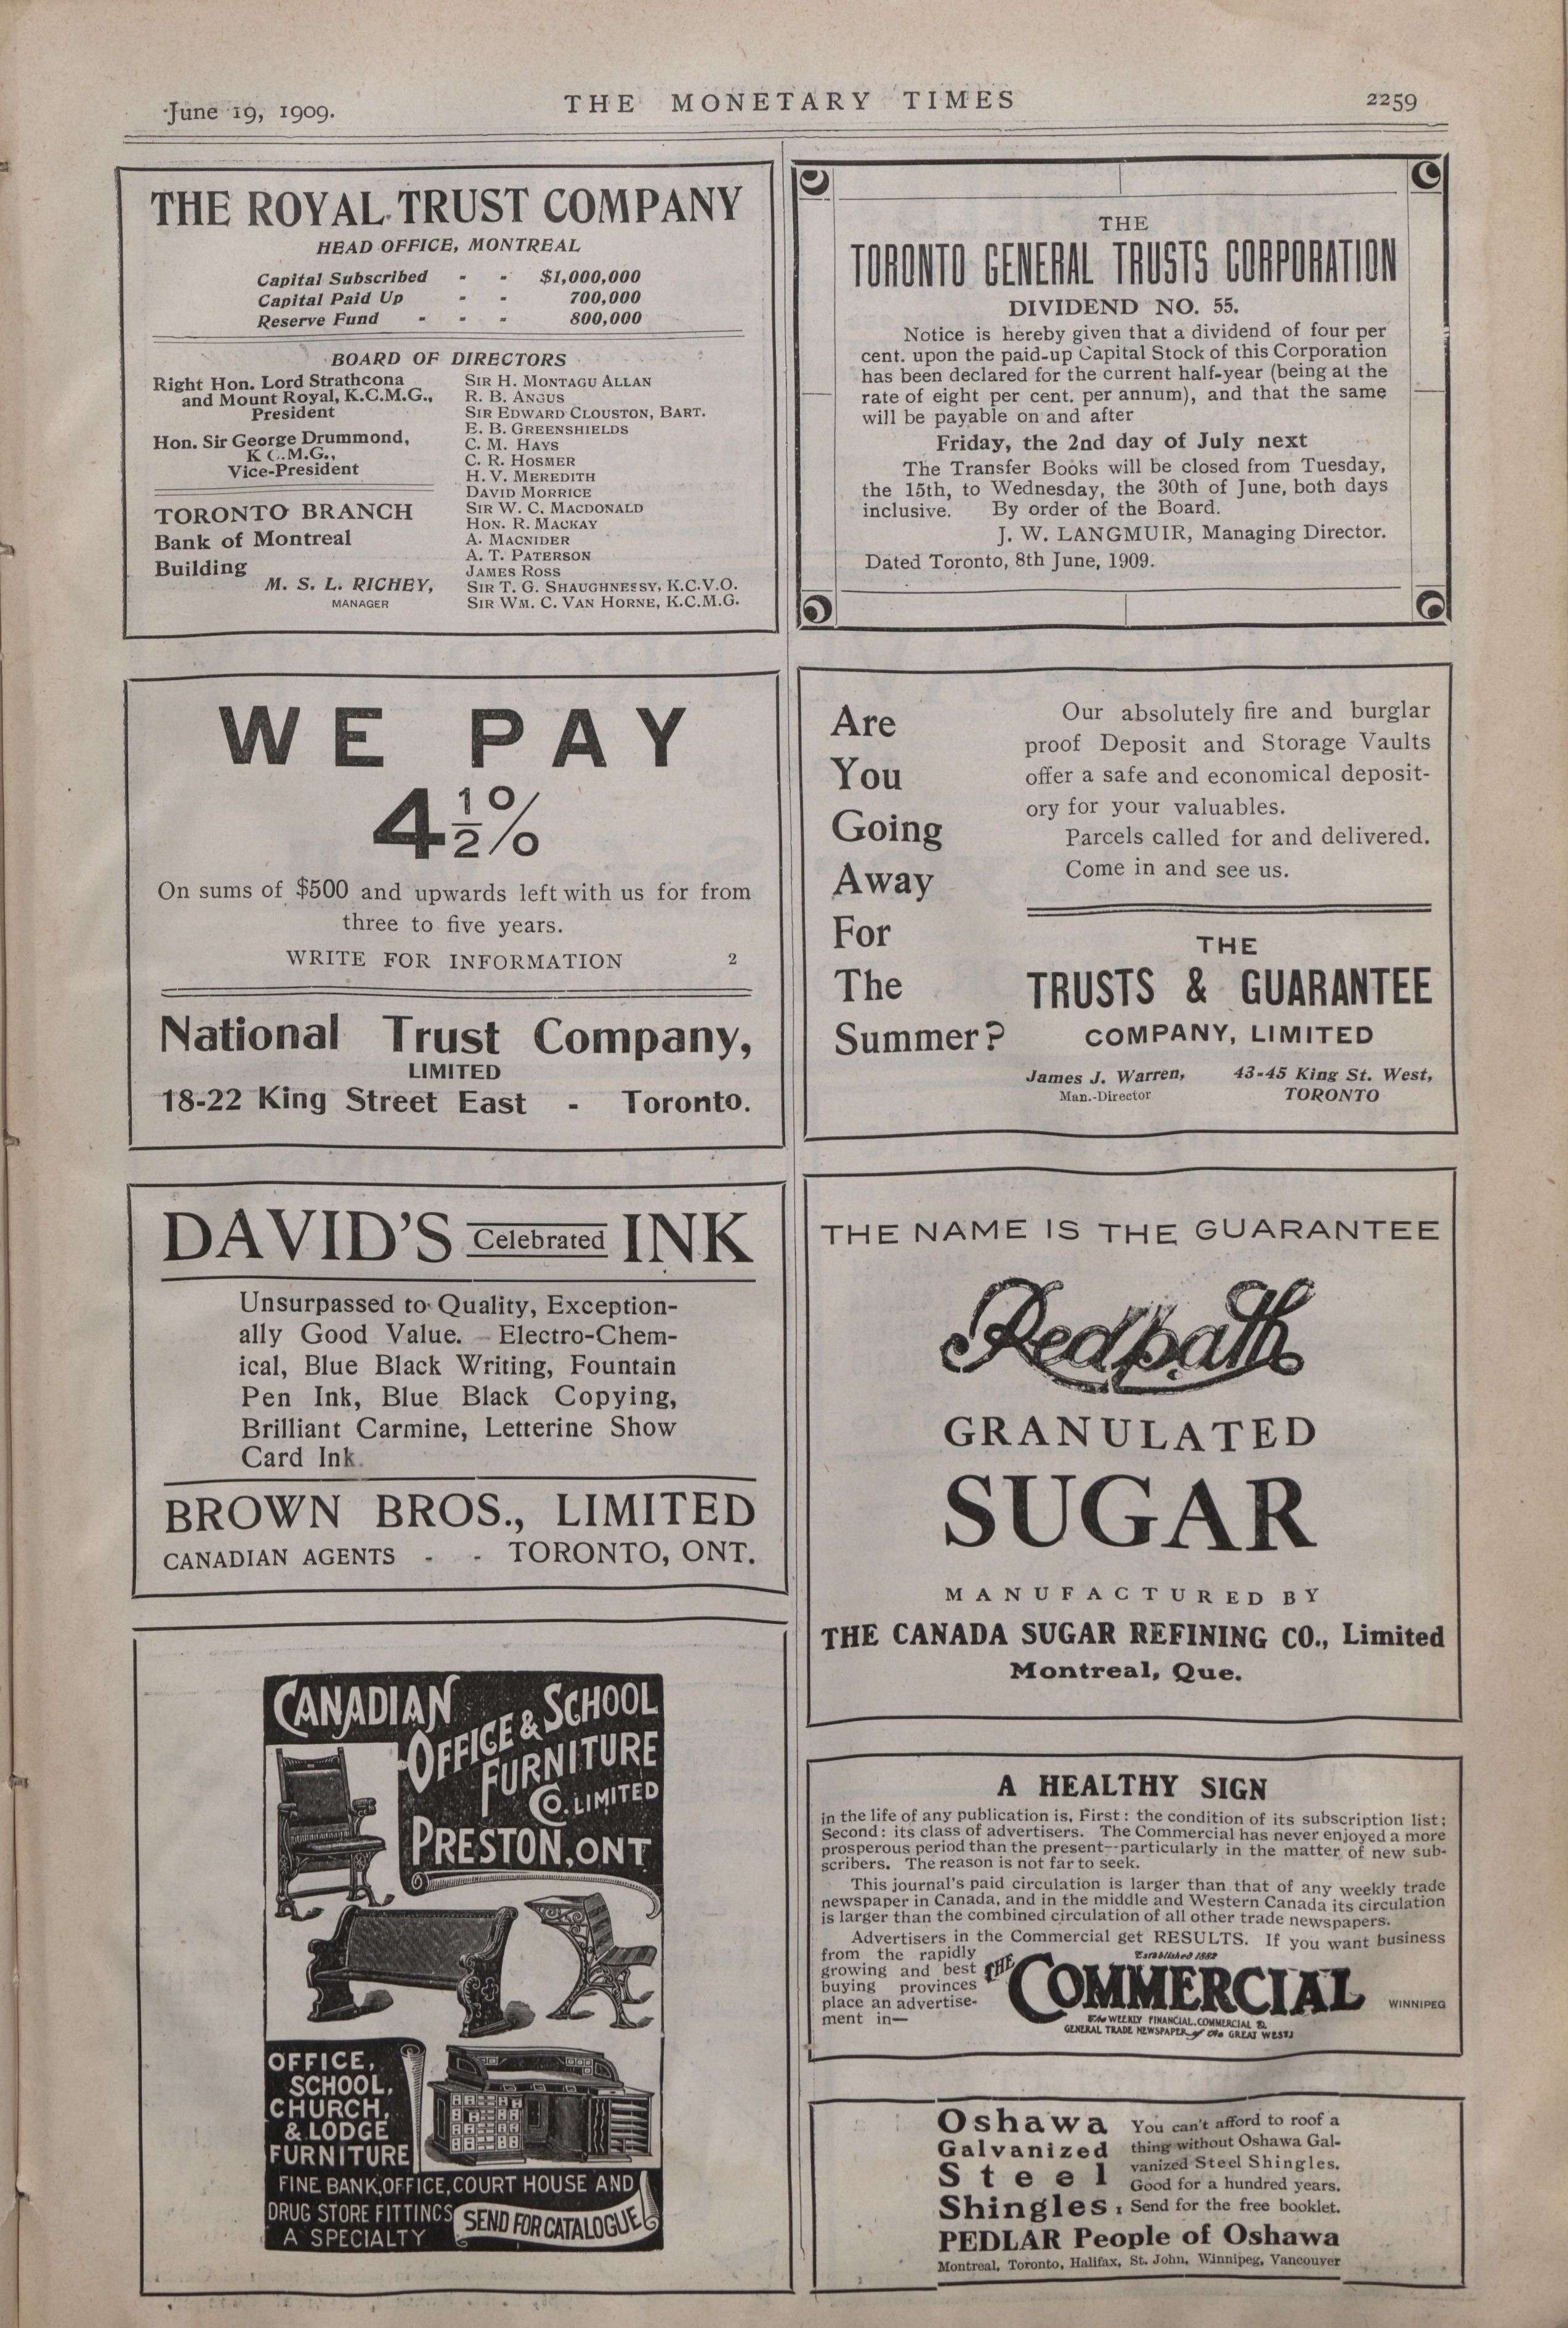 June 19, 1909.
THE MONETARY TIMES
2259
THE ROYAL TRUST COMPANY
HEAD OFFICE, MONTREAL
Capital Subscribed - - $1,000,000
Capital Paid Up - - 700,000
Reserve Fund - - - 800,000
BOARD OF DIRECTORS
Right Hon. Lord Strathcona
and Mount Royal, K.C.M.G.,
President
Hon. Sir George Drummond,
K.C.M.G.,
Vice-President
TORONTO BRANCH
Bank of Montreal
Building
M. S. L. RICHEY,
MANAGER
SIR H. MONTAGU ALLAN
R. B. ANGUS
SIR EDWARD CLOUSTON, BART.
E. B. GREENSHIELDS
C. M. HAYS
C. R. HOSMER
H. V. MEREDITH
DAVID MORRICE
SIR W. C. MACDONALD
HON. R. MACKAY
A. MACNIDER
A. T. PATERSON
JAMES ROSS
SIR T. G. SHAUGHNESSY, K.C.V.O.
SIR WM. C. VAN HORNE, K.C.M.G.
THE
TORONTO GENERAL TRUSTS CORPORATION
DIVIDEND NO. 55.
Notice is hereby given that a dividend of four per
cent. upon the paid-up Capital Stock of this Corporation
has been declared for the current half-year (being at the
rate of eight per cent. per annum), and that the same
will be payable on and after
Friday, the 2nd day of July next
The Transfer Books will be closed from Tuesday,
the 15th, to Wednesday, the 30th of June, both days
inclusive. By order of the Board.
J. W. LANGMUIR, Managing Director.
Dated Toronto, 8th June, 1909.
WE PAY
4½%
On sums of $500 and upwards left with us for from
three to five years.
WRITE FOR INFORMATION 2
National Trust Company,
LIMITED
18-22 King Street East - Toronto.
Are
You
Going
Away
For
The
Summer?
Our absolutely fire and burglar
proof Deposit and Storage Vaults
offer a safe and economical deposit-
ory for your valuables.
Parcels called for and delivered.
Come in and see us.
THE
TRUSTS & GUARANTEE
COMPANY, LIMITED
James J. Warren, 43-45 King St. West,
Man.-Director TORONTO
DAVID'S Celebrated INK
Unsurpassed to Quality, Exception-
ally Good Value. Electro-Chem-
ical, Blue Black Writing, Fountain
Pen Ink, Blue Black Copying,
Brilliant Carmine, Letterine Show
Card Ink.
BROWN BROS., LIMITED
CANADIAN AGENTS - - TORONTO, ONT.
THE NAME IS THE GUARANTEE
Redpath
GRANULATED
SUGAR
MANUFACTURED BY
THE CANADA SUGAR REFINING CO., Limited
Montreal, Que.
CANADIAN
OFFICE & SCHOOL
FURNITURE
CO. LIMITED
PRESTON, ONT
OFFICE,
SCHOOL,
CHURCH,
& LODGE
FURNITURE
FINE BANK, OFFICE, COURT HOUSE AND
DRUG STORE FITTINGS
A SPECIALTY
SEND FOR CATALOGUE
A HEALTHY SIGN
in the life of any publication is, First: the condition of its subscription list;
Second: its class of advertisers. The Commercial has never enjoyed a more
prosperous period than the present--particularly in the matter of new sub-
scribers. The reason is not far to seek.
This journal's paid circulation is larger than that of any weekly trade
newspaper in Canada, and in the middle and Western Canada its circulation
is larger than the combined circulation of all other trade newspapers.
Advertisers in the Commercial get RESULTS. If you want business
from the rapidly
growing and best
buying provinces
place an advertise-
ment in—
Established 1882
THE COMMERCIAL
WINNIPEG
The WEEKLY FINANCIAL, COMMERCIAL &
GENERAL TRADE NEWSPAPER of the GREAT WEST
Oshawa
Galvanized
Steel
Shingles,
You can't afford to roof a
thing without Oshawa Gal-
vanized Steel Shingles.
Good for a hundred years.
Send for the free booklet.
PEDLAR People of Oshawa
Montreal, Toronto, Halifax, St. John, Winnipeg, Vancouver